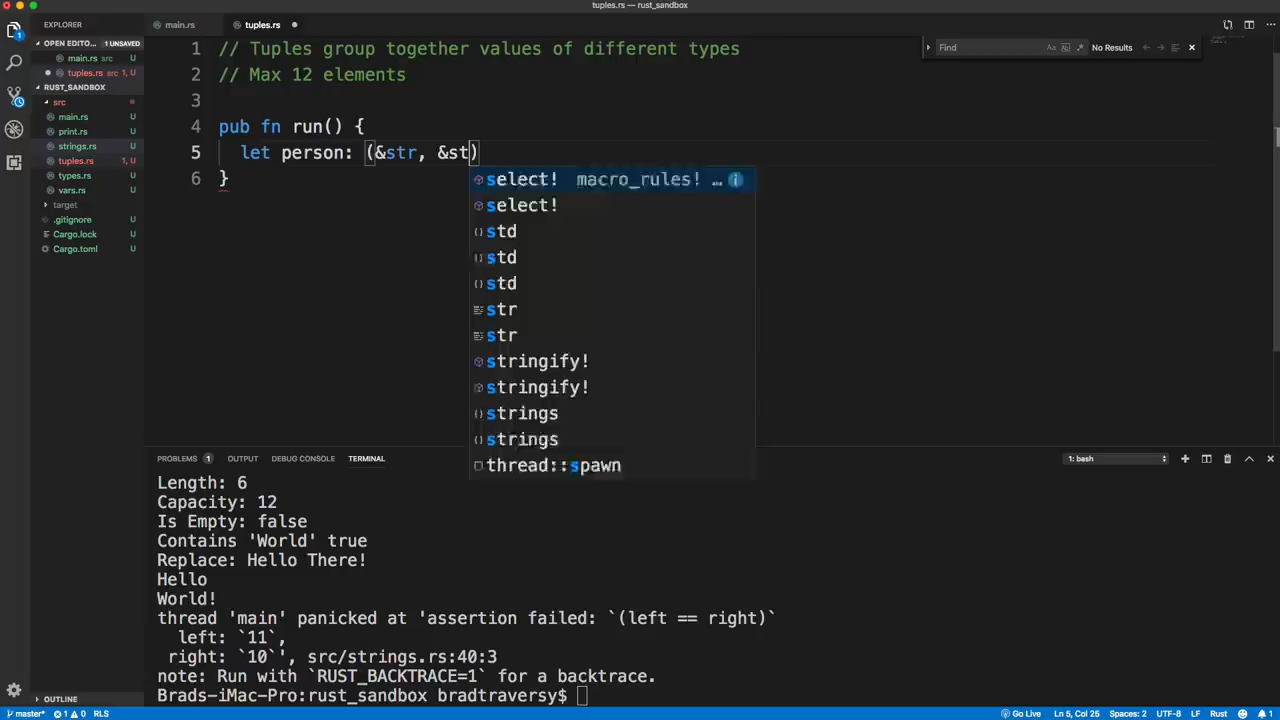 tuples.rs — rust_sandbox
EXPLORER
main.rs
tuples.rs
OPEN EDITO... 1 UNSAVED
main.rs src U
tuples.rs src 1, U
RUST_SANDBOX
src
main.rs U
print.rs U
strings.rs U
tuples.rs 1, U
types.rs U
vars.rs U
target
.gitignore U
Cargo.lock U
Cargo.toml U
OUTLINE
Find
No Results
1 // Tuples group together values of different types
2 // Max 12 elements
3
4 pub fn run() {
5 let person: (&str, &st)
6 }
select! macro_rules!
select!
std
std
std
str
str
stringify!
stringify!
strings
strings
thread::spawn
PROBLEMS 1 OUTPUT DEBUG CONSOLE TERMINAL 1: bash
Length: 6
Capacity: 12
Is Empty: false
Contains 'World' true
Replace: Hello There!
Hello
World!
thread 'main' panicked at 'assertion failed: `(left == right)`
left: `11`,
right: `10`', src/strings.rs:40:3
note: Run with `RUST_BACKTRACE=1` for a backtrace.
Brads-iMac-Pro:rust_sandbox bradtraversy$
master* 1 0 RLS Go Live Ln 5, Col 25 Spaces: 2 UTF-8 LF Rust 1